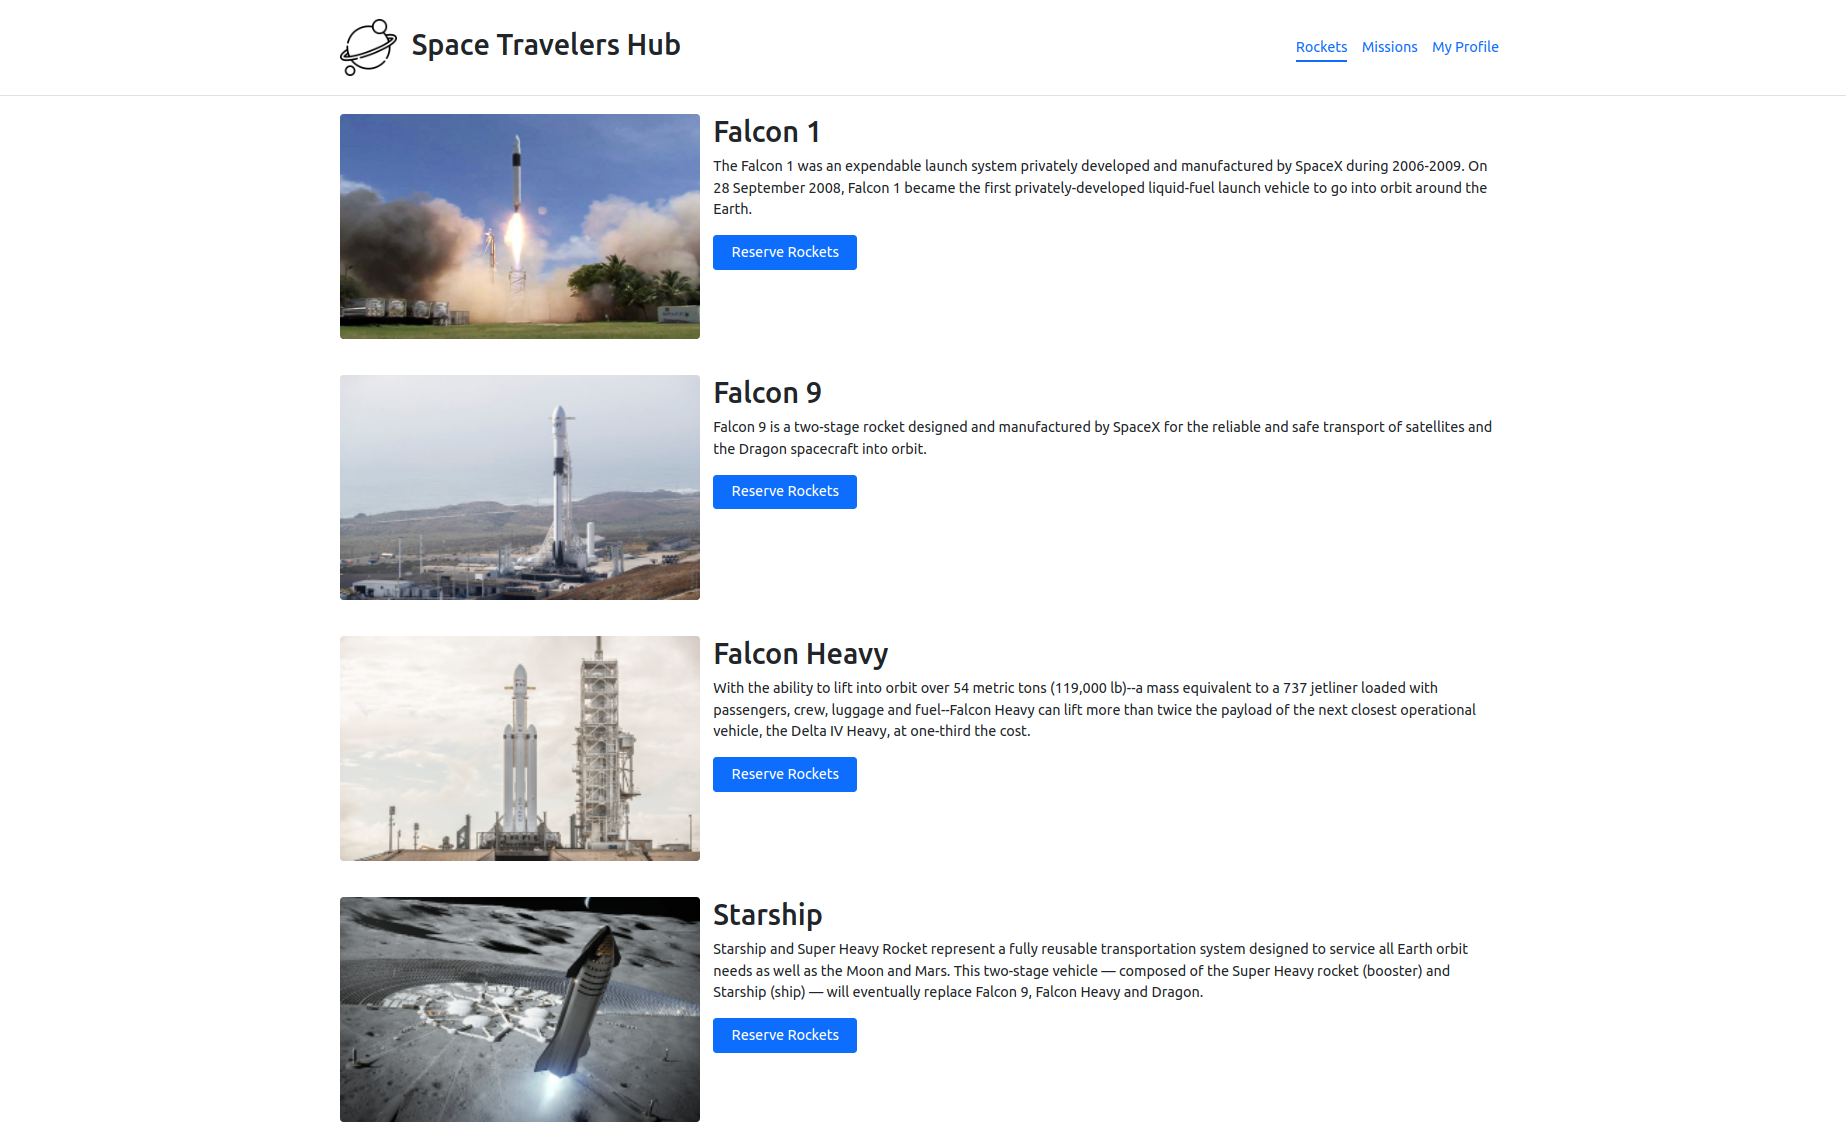 Space Travelers Hub
Rockets Missions My Profile
Falcon 1
The Falcon 1 was an expendable launch system privately developed and manufactured by SpaceX during 2006-2009. On
28 September 2008, Falcon 1 became the first privately-developed liquid-fuel launch vehicle to go into orbit around the
Earth.
Reserve Rockets
Falcon 9
Falcon 9 is a two-stage rocket designed and manufactured by SpaceX for the reliable and safe transport of satellites and
the Dragon spacecraft into orbit.
Reserve Rockets
Falcon Heavy
With the ability to lift into orbit over 54 metric tons (119,000 lb)--a mass equivalent to a 737 jetliner loaded with
passengers, crew, luggage and fuel--Falcon Heavy can lift more than twice the payload of the next closest operational
vehicle, the Delta IV Heavy, at one-third the cost.
Reserve Rockets
Starship
Starship and Super Heavy Rocket represent a fully reusable transportation system designed to service all Earth orbit
needs as well as the Moon and Mars. This two-stage vehicle — composed of the Super Heavy rocket (booster) and
Starship (ship) — will eventually replace Falcon 9, Falcon Heavy and Dragon.
Reserve Rockets